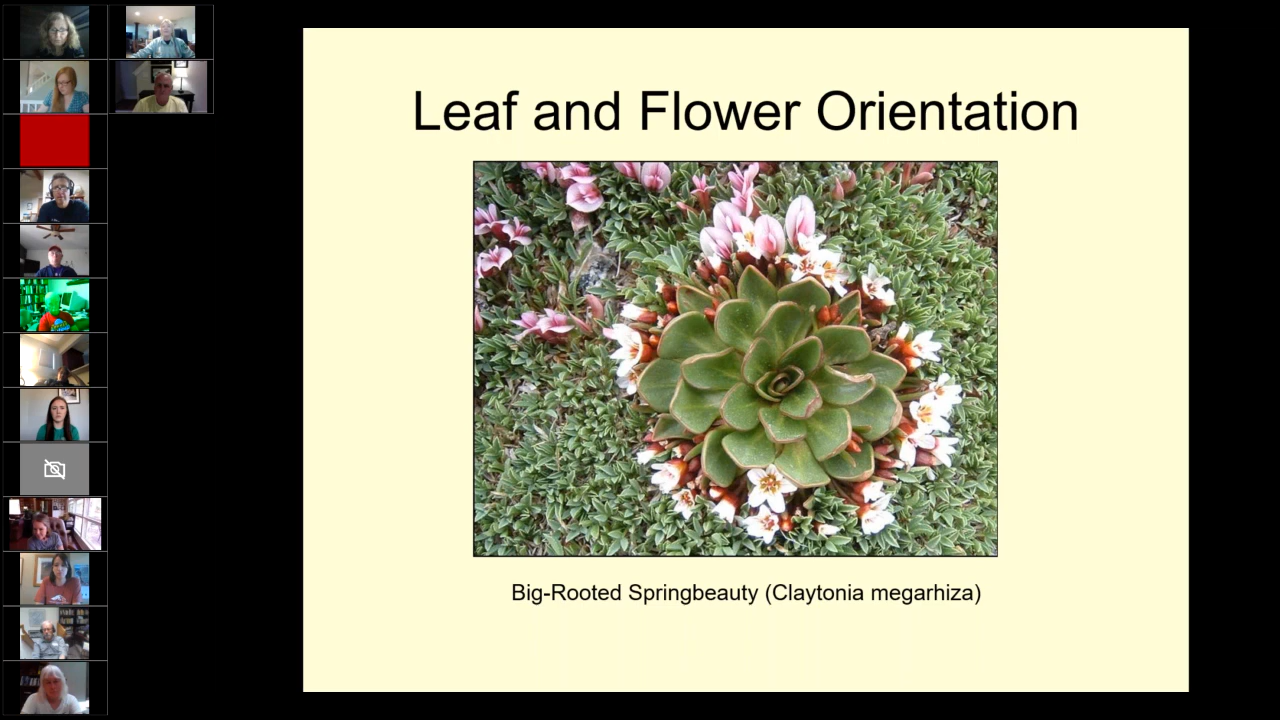 Leaf and Flower Orientation
Big-Rooted Springbeauty (Claytonia megarhiza)